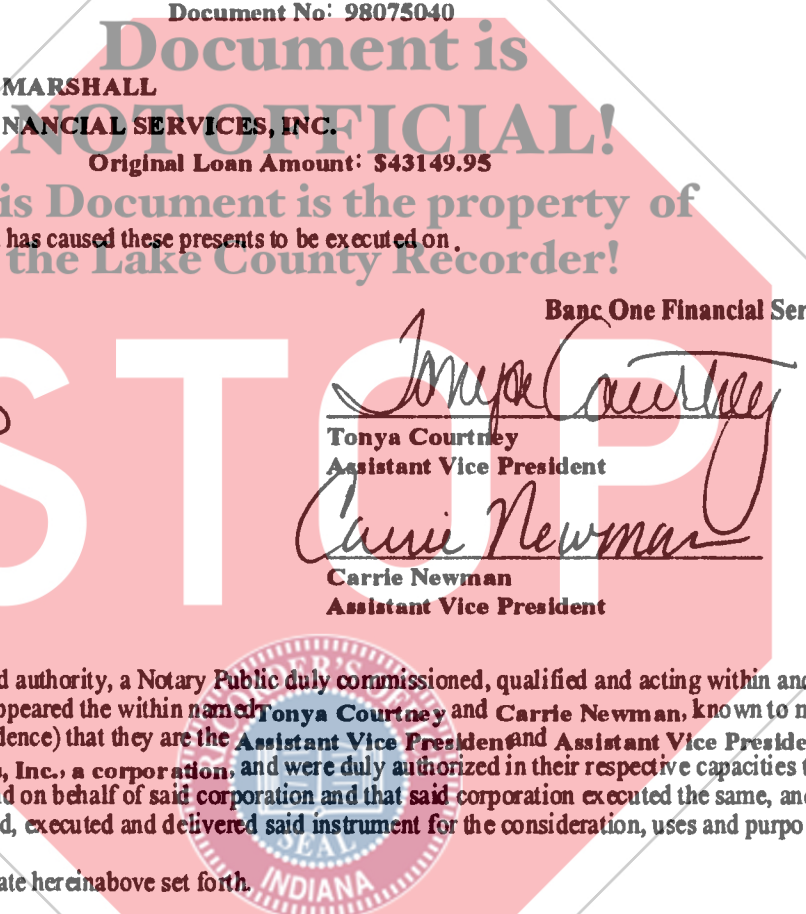 Document No: 98075040
Document is
MARSHALL
NOT OFFICIAL!
NANCIAL SERVICES, INC.
Original Loan Amount: $43149.95
is Document is the property of
has caused these presents to be executed on .
the Lake County Recorder!
Banc One Financial Ser
STOP
Tonya Courtney
Tonya Courtney
Assistant Vice President
Carrie Newman
Carrie Newman
Assistant Vice President
d authority, a Notary Public duly commissioned, qualified and acting within and
ppeared the within named Tonya Courtney and Carrie Newman, known to m
dence) that they are the Assistant Vice President and Assistant Vice Preside
, Inc., a corporation, and were duly authorized in their respective capacities t
d on behalf of said corporation and that said corporation executed the same, and
d, executed and delivered said instrument for the consideration, uses and purpo
ate hereinabove set forth.
RECORDER'S OFFICE
SEAL
INDIANA